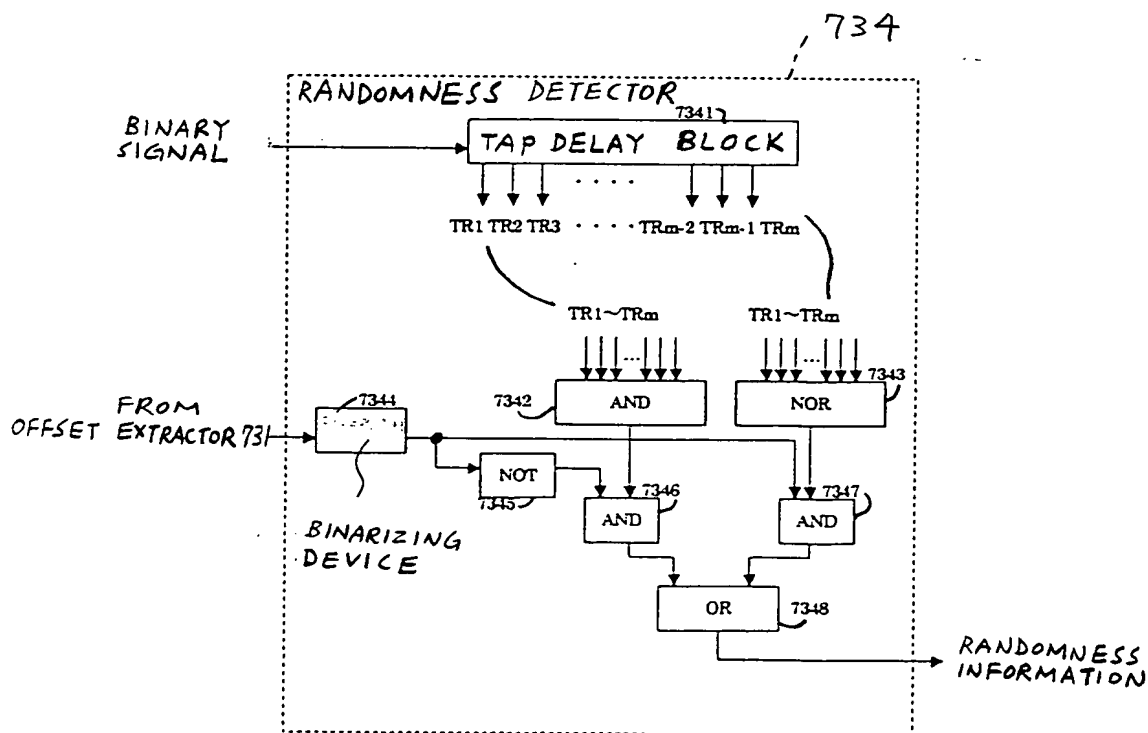 734
RANDOMNESS DETECTOR
7341
BINARY
SIGNAL
TAP DELAY BLOCK
. . . .
TR1 TR2 TR3 . . . . . TRm-2 TRm-1 TRm
TR1~TRm TR1~TRm
... ...
7342 AND NOR 7343
FROM
OFFSET EXTRACTOR 731
7344
NOT
7345
AND 7346
AND 7347
BINARIZING
DEVICE
OR 7348
RANDOMNESS
INFORMATION